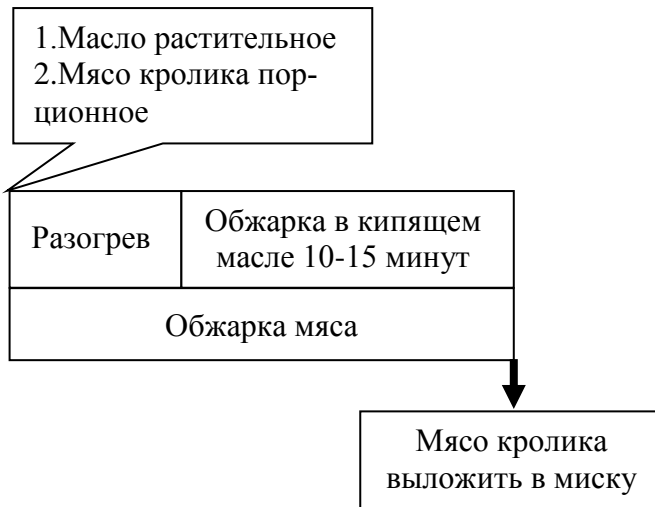 1.Масло растительное
2.Мясо кролика пор-
ционное
Разогрев
Обжарка в кипящем
масле 10-15 минут
Обжарка мяса
Мясо кролика
выложить в миску